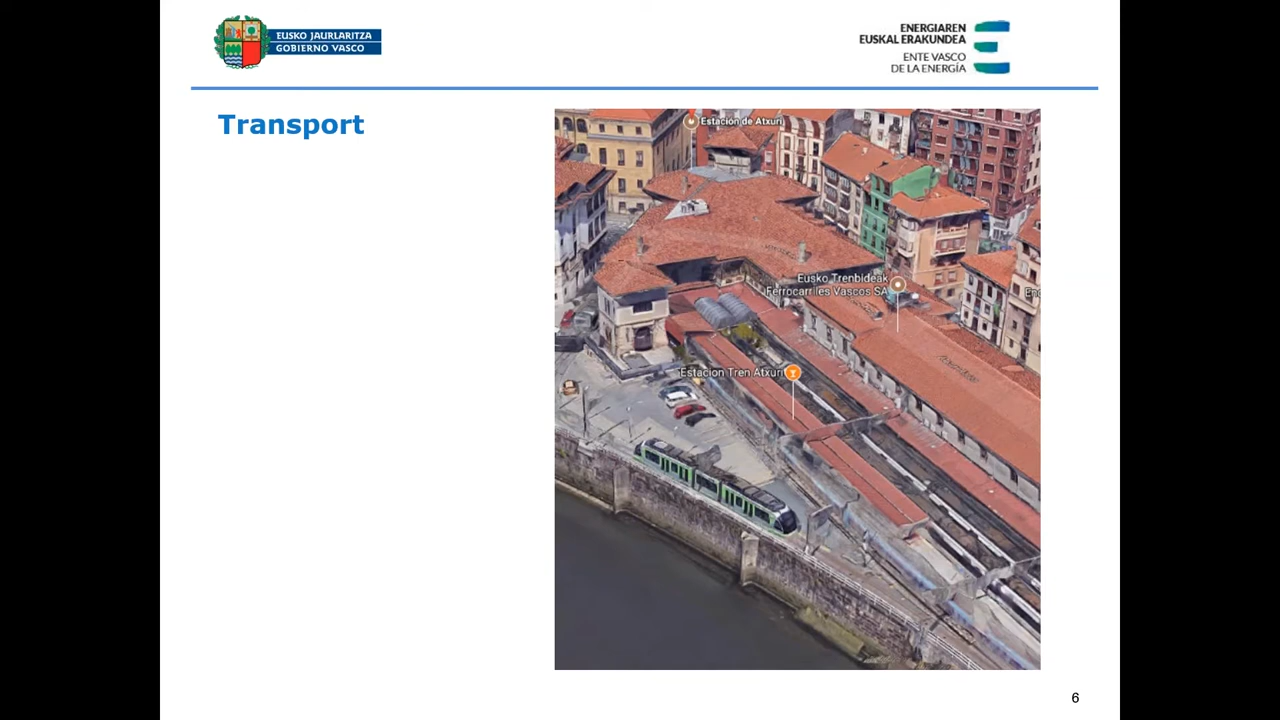 EUSKO JAURLARITZA
GOBIERNO VASCO
ENERGIAREN
EUSKAL ERAKUNDEA
ENTE VASCO
DE LA ENERGÍA
Transport
Estación de Atxuri
Eusko Trenbideak
Ferrocarriles Vascos SA
Estacion Tren Atxuri
6